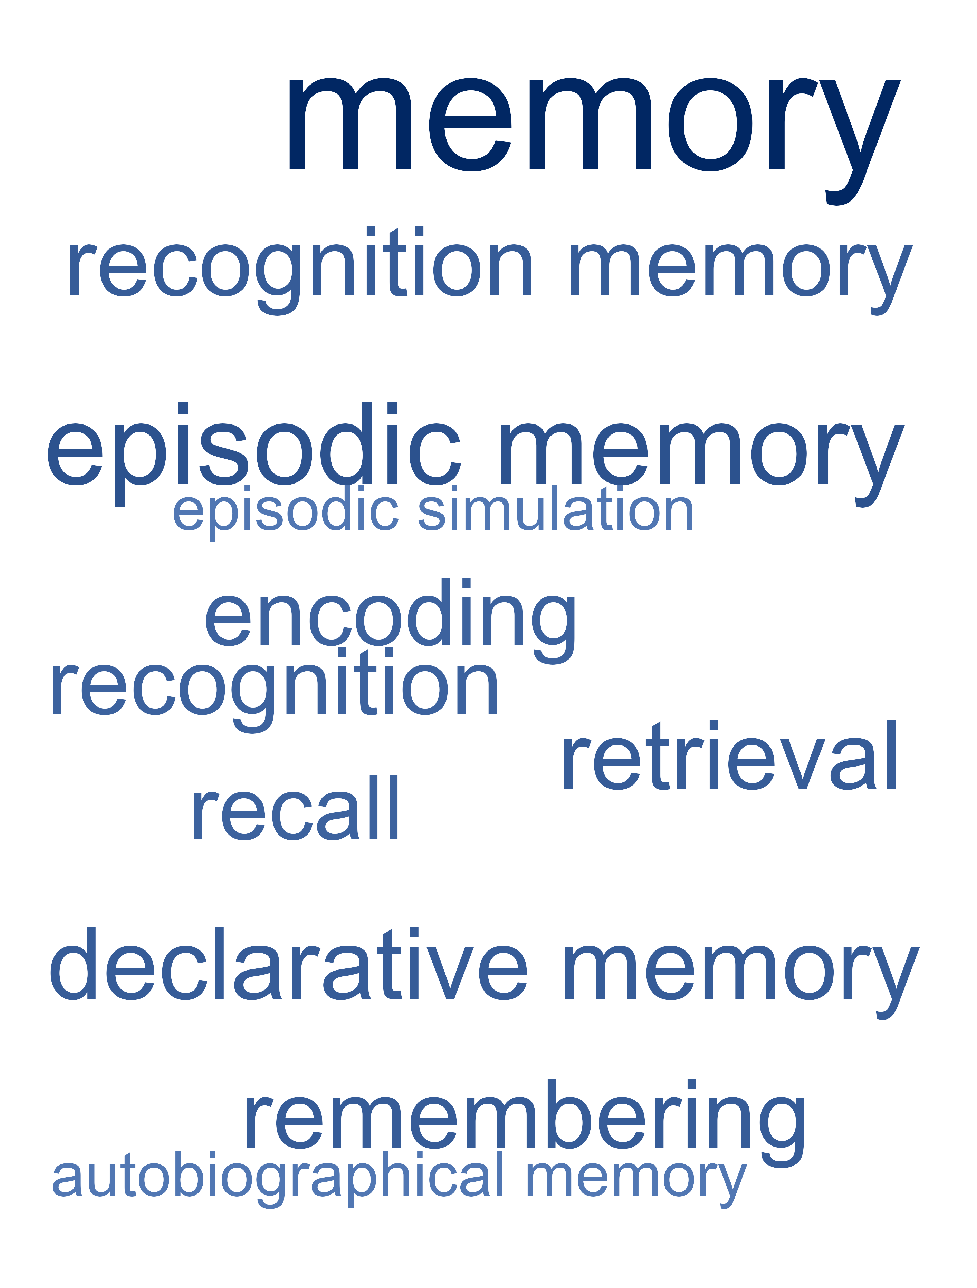 memory
recognition memory
episodic memory
episodic simulation
encoding
recognition
retrieval
recall
declarative memory
remembering
autobiographical memory